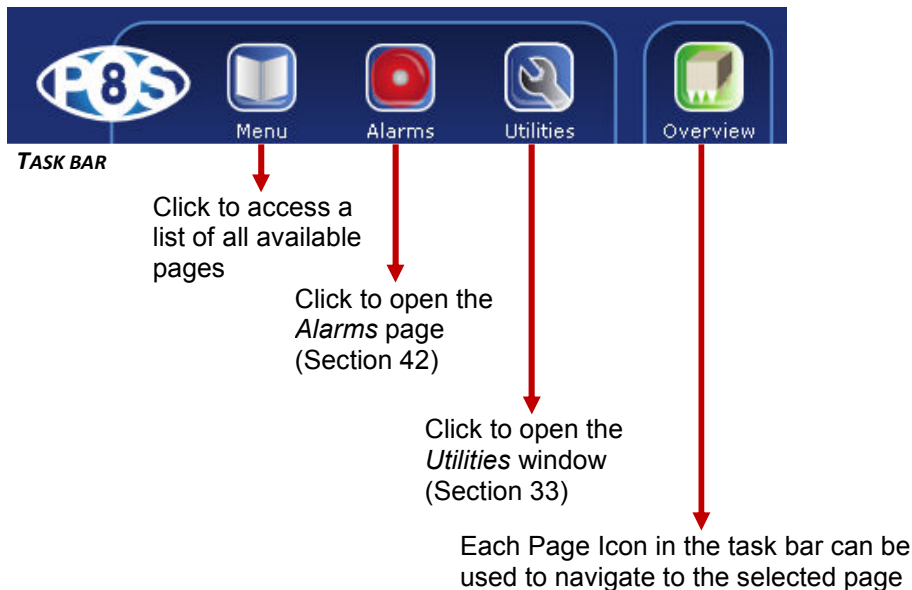 P8S
Menu
Alarms
Utilities
Overview
TASK BAR
Click to access a
list of all available
pages
Click to open the
Alarms page
(Section 42)
Click to open the
Utilities window
(Section 33)
Each Page Icon in the task bar can be
used to navigate to the selected page